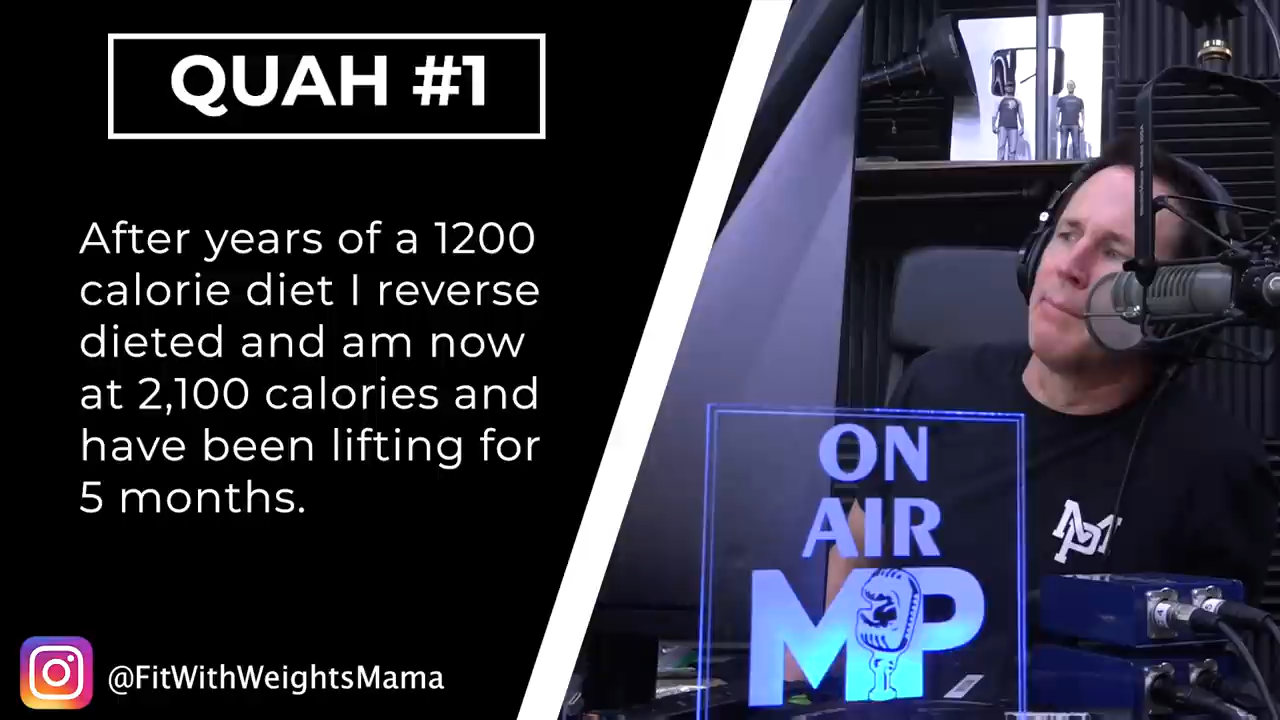 QUAH #1
After years of a 1200
calorie diet I reverse
dieted and am now
at 2,100 calories and
have been lifting for
5 months.
@FitWithWeightsMama
ON
AIR
MP
MP